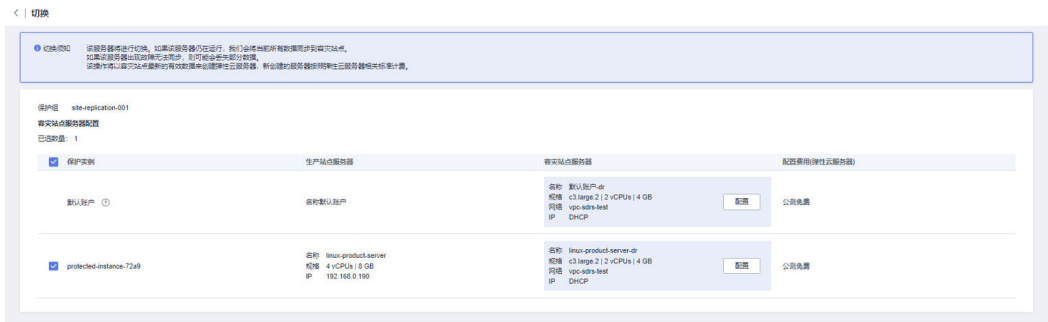 < | 切换
切换须知 该服务器将进行切换。如果该服务器仍在运行，我们会将当前所有数据同步到容灾站点。
如果该服务器出现故障无法同步，则可能会丢失部分数据。
该操作将以容灾站点最新的有效数据来创建弹性云服务器，新创建的服务器按照弹性云服务器相关标准计费。
保护组 site-replication-001
容灾站点服务器配置
已选数量：1
保护实例 生产站点服务器 容灾站点服务器 配置费用(弹性云服务器)
默认账户 名称默认账户
名称 默认账户-dr
规格 c3.large.2 | 2 vCPUs | 4 GB
网络 vpc-sdrs-test
IP DHCP
配置
公测免费
protected-instance-72a9
名称 linux-product-server
规格 4 vCPUs | 8 GB
IP 192.168.0.190
名称 linux-product-server-dr
规格 c3.large.2 | 2 vCPUs | 4 GB
网络 vpc-sdrs-test
IP DHCP
配置
公测免费